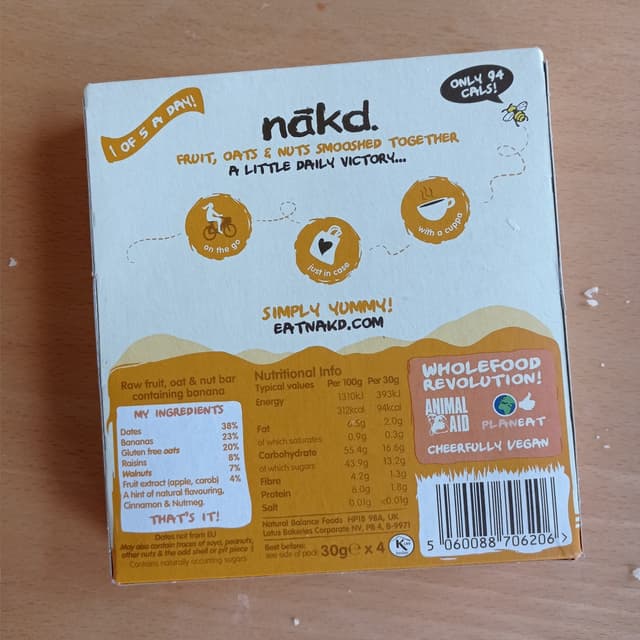 1 OF 5 A DAY!
ONLY 94
CALS!
nākd.
FRUIT, OATS & NUTS SMOOSHED TOGETHER
A LITTLE DAILY VICTORY...
on the go
just in case
with a cuppa
SIMPLY YUMMY!
EATNAKD.COM
Raw fruit, oat & nut bar
containing banana
MY INGREDIENTS
Dates 38%
Bananas 23%
Gluten free oats 20%
Raisins 8%
Walnuts 7%
Fruit extract (apple, carob) 4%
A hint of natural flavouring,
Cinnamon & Nutmeg.
THAT'S IT!
Dates not from EU
May also contain traces of soya, peanuts,
other nuts & the odd shell or pit piece
Contains naturally occurring sugars
Nutritional Info
Typical values Per 100g Per 30g
Energy 1310kJ 393kJ
312kcal 94kcal
Fat 6.5g 2.0g
of which saturates 0.9g 0.3g
Carbohydrate 55.4g 16.6g
of which sugars 43.9g 13.2g
Fibre 4.2g 1.3g
Protein 6.0g 1.8g
Salt 0.01g <0.01g
Natural Balance Foods HP18 9BA, UK
Lotus Bakeries Corporate NV, PB 4, B-9971
Best before:
see side of pack 30g℮ x 4
WHOLEFOOD
REVOLUTION!
ANIMAL
AID
PLANEAT
CHEERFULLY VEGAN
5 060088 706206 >